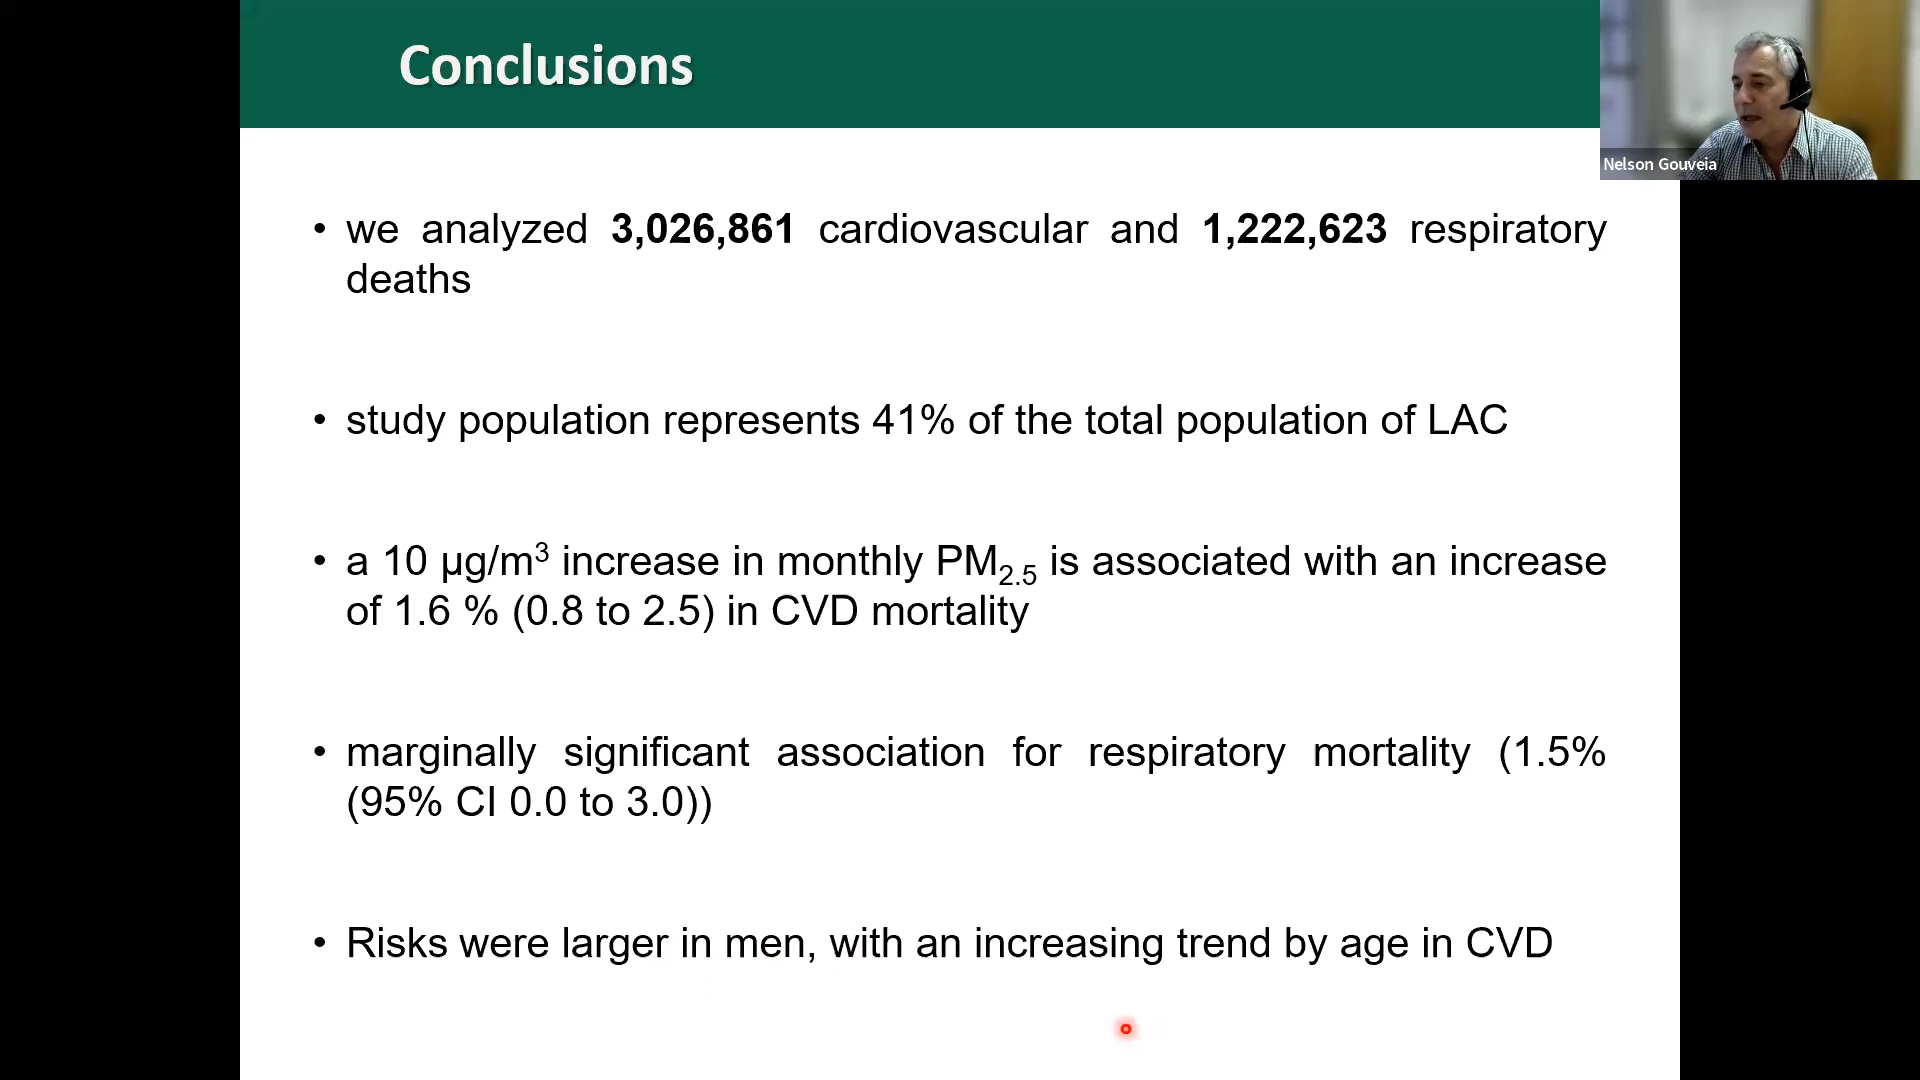 Conclusions
Nelson Gouveia
• we analyzed 3,026,861 cardiovascular and 1,222,623 respiratory
deaths
• study population represents 41% of the total population of LAC
• a 10 µg/m³ increase in monthly PM₂.₅ is associated with an increase
of 1.6 % (0.8 to 2.5) in CVD mortality
• marginally significant association for respiratory mortality (1.5%
(95% CI 0.0 to 3.0))
• Risks were larger in men, with an increasing trend by age in CVD